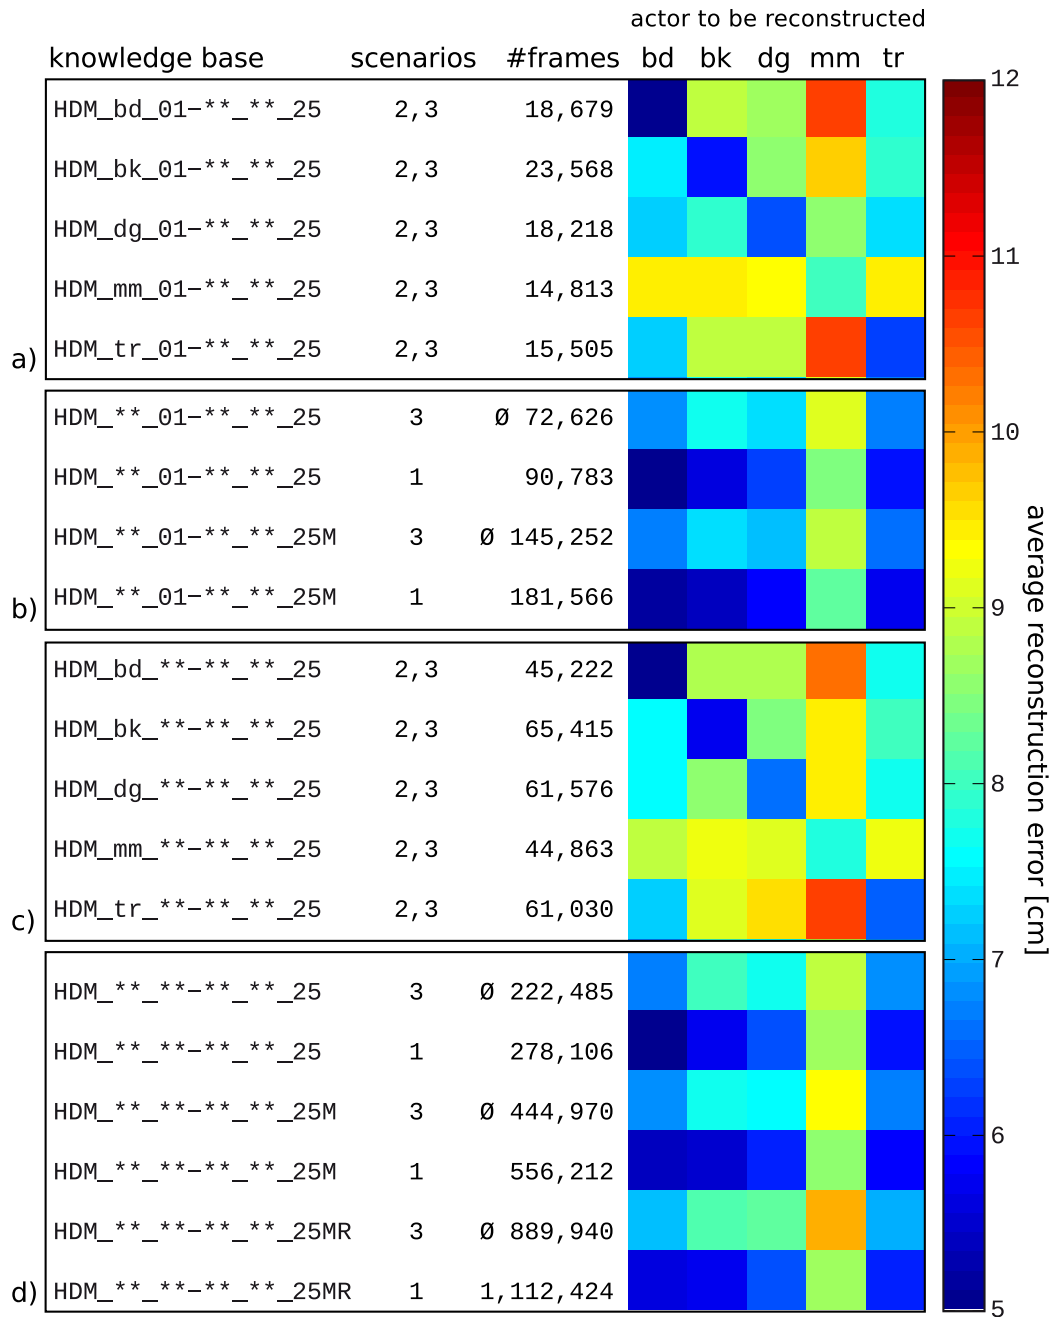 actor to be reconstructed
knowledge base scenarios #frames bd bk dg mm tr
HDM_bd_01-**_**_25 2,3 18,679
HDM_bk_01-**_**_25 2,3 23,568
HDM_dg_01-**_**_25 2,3 18,218
HDM_mm_01-**_**_25 2,3 14,813
a) HDM_tr_01-**_**_25 2,3 15,505
HDM_**_01-**_**_25 3 Ø 72,626
HDM_**_01-**_**_25 1 90,783
HDM_**_01-**_**_25M 3 Ø 145,252
b) HDM_**_01-**_**_25M 1 181,566
HDM_bd_**-**_**_25 2,3 45,222
HDM_bk_**-**_**_25 2,3 65,415
HDM_dg_**-**_**_25 2,3 61,576
HDM_mm_**-**_**_25 2,3 44,863
c) HDM_tr_**-**_**_25 2,3 61,030
HDM_**_**-**_**_25 3 Ø 222,485
HDM_**_**-**_**_25 1 278,106
HDM_**_**-**_**_25M 3 Ø 444,970
HDM_**_**-**_**_25M 1 556,212
HDM_**_**-**_**_25MR 3 Ø 889,940
d) HDM_**_**-**_**_25MR 1 1,112,424
12
11
10
9
8
7
6
5
average reconstruction error [cm]